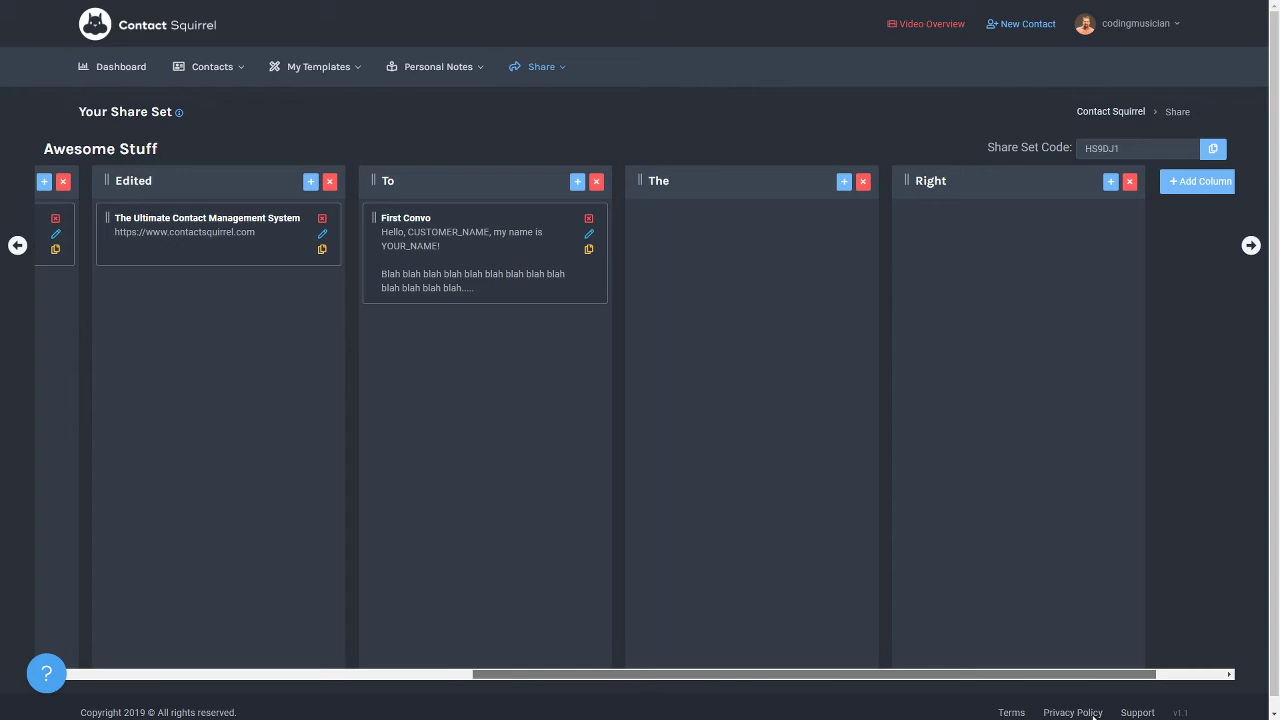 Contact Squirrel
Video Overview
New Contact
codingmusician
Dashboard
Contacts
My Templates
Personal Notes
Share
Your Share Set
Contact Squirrel > Share
Awesome Stuff
Share Set Code:
HS9DJ1
Edited
To
The
Right
+ Add Column
The Ultimate Contact Management System
https://www.contactsquirrel.com
First Convo
Hello, CUSTOMER_NAME, my name is
YOUR_NAME!
Blah blah blah blah blah blah blah blah blah
blah blah blah blah.....
?
Copyright 2019 © All rights reserved.
Terms
Privacy Policy
Support
v1.1